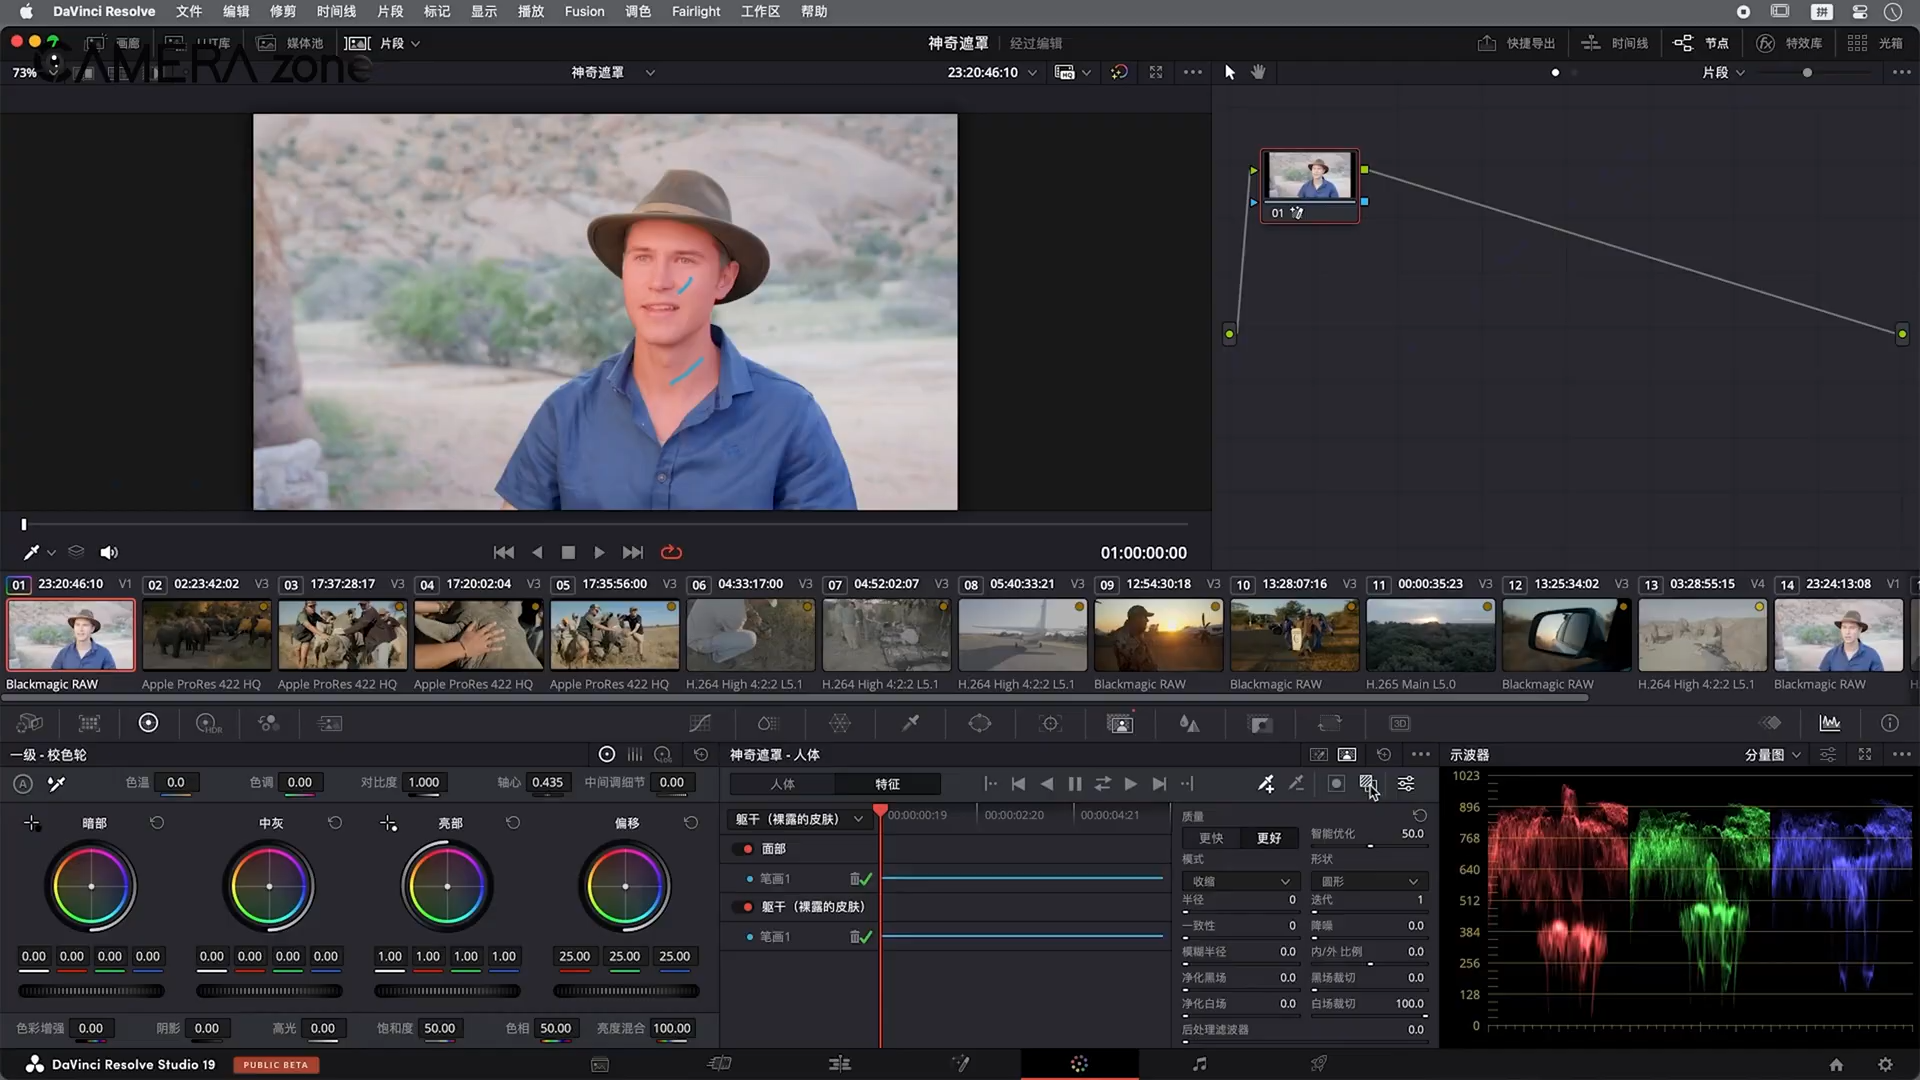 DaVinci Resolve 文件 编辑 修剪 时间线 片段 标记 显示 播放 Fusion 调色 Fairlight 工作区 帮助 拼
画廊 LUT库 媒体池 片段 神奇遮罩 经过编辑 快捷导出 时间线 节点 特效库 光箱
CAMERA zone
73% 神奇遮罩 23:20:46:10 HQ 片段
01
01:00:00:00
01 23:20:46:10 V1 02 02:23:42:02 V3 03 17:37:28:17 V3 04 17:20:02:04 V3 05 17:35:56:00 V3 06 04:33:17:00 V3 07 04:52:02:07 V3 08 05:40:33:21 V3 09 12:54:30:18 V3 10 13:28:07:16 V3 11 00:00:35:23 V3 12 13:25:34:02 V3 13 03:28:55:15 V4 14 23:24:13:08 V1
Blackmagic RAW Apple ProRes 422 HQ Apple ProRes 422 HQ Apple ProRes 422 HQ Apple ProRes 422 HQ H.264 High 4:2:2 L5.1 H.264 High 4:2:2 L5.1 H.264 High 4:2:2 L5.1 Blackmagic RAW Blackmagic RAW H.265 Main L5.0 Blackmagic RAW H.264 High 4:2:2 L5.1 Blackmagic RAW
HDR 3D
一级 - 校色轮 LOG 神奇遮罩 - 人体 示波器 分量图
A 色温 0.0 色调 0.00 对比度 1.000 轴心 0.435 中间调细节 0.00 人体 特征
暗部 中灰 亮部 偏移
躯干（裸露的皮肤） 00:00:00:19 00:00:02:20 00:00:04:21
面部
笔画1
躯干（裸露的皮肤）
笔画1
质量
更快 更好 智能优化 50.0
模式 形状
收缩 圆形
半径 0 迭代 1
一致性 0 降噪 0.0
模糊半径 0.0 内/外 比例 0.0
净化黑场 0.0 黑场裁切 0.0
净化白场 0.0 白场裁切 100.0
后处理滤波器 0.0
1023
896
768
640
512
384
256
128
0
0.00 0.00 0.00 0.00 0.00 0.00 0.00 0.00 1.00 1.00 1.00 1.00 25.00 25.00 25.00
色彩增强 0.00 阴影 0.00 高光 0.00 饱和度 50.00 色相 50.00 亮度混合 100.00
DaVinci Resolve Studio 19 PUBLIC BETA